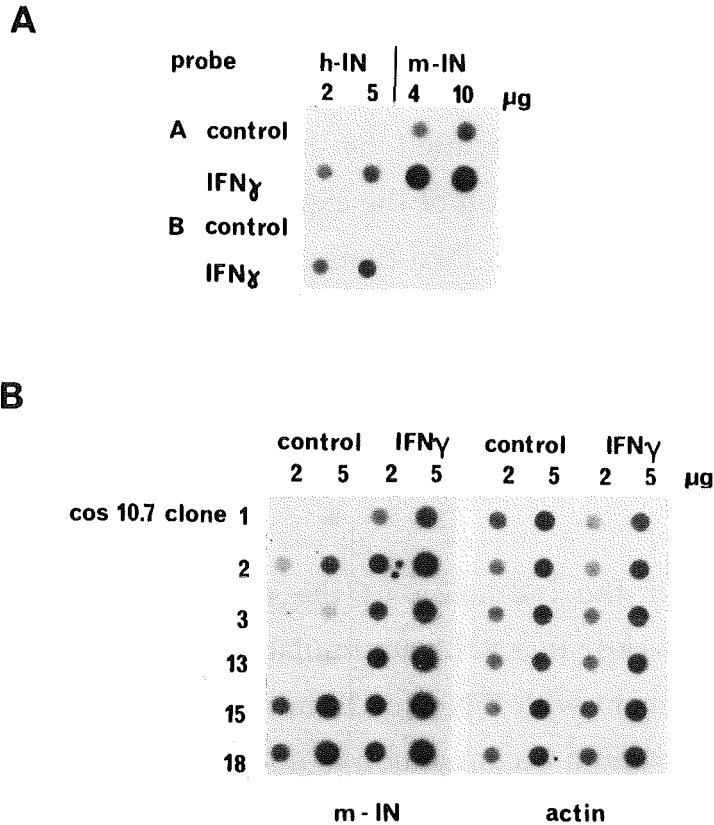 A
probe h-IN m-IN
2 5 4 10 µg
A control
IFNγ
B control
IFNγ
B
control IFNγ control IFNγ
2 5 2 5 2 5 2 5 µg
cos 10.7 clone 1
2
3
13
15
18
m - IN actin